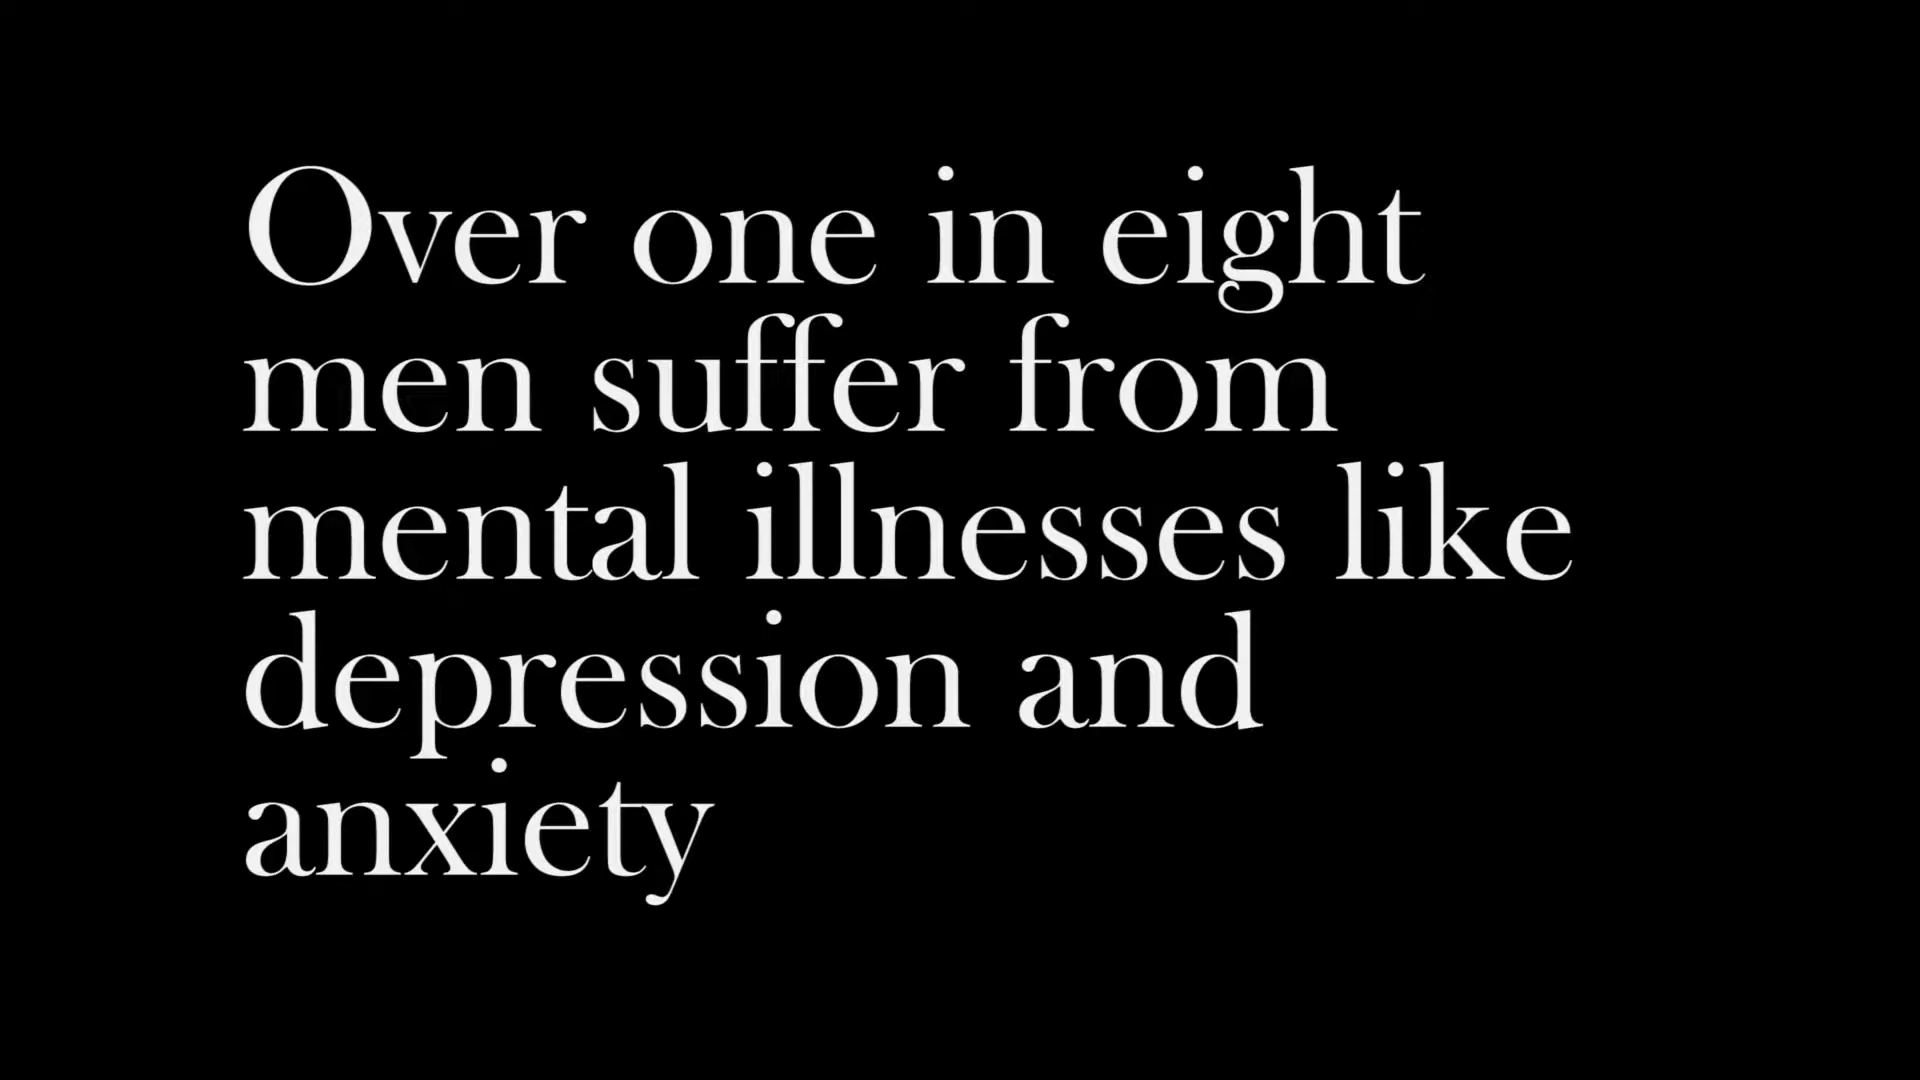 Over one in eight
men suffer from
mental illnesses like
depression and
anxiety